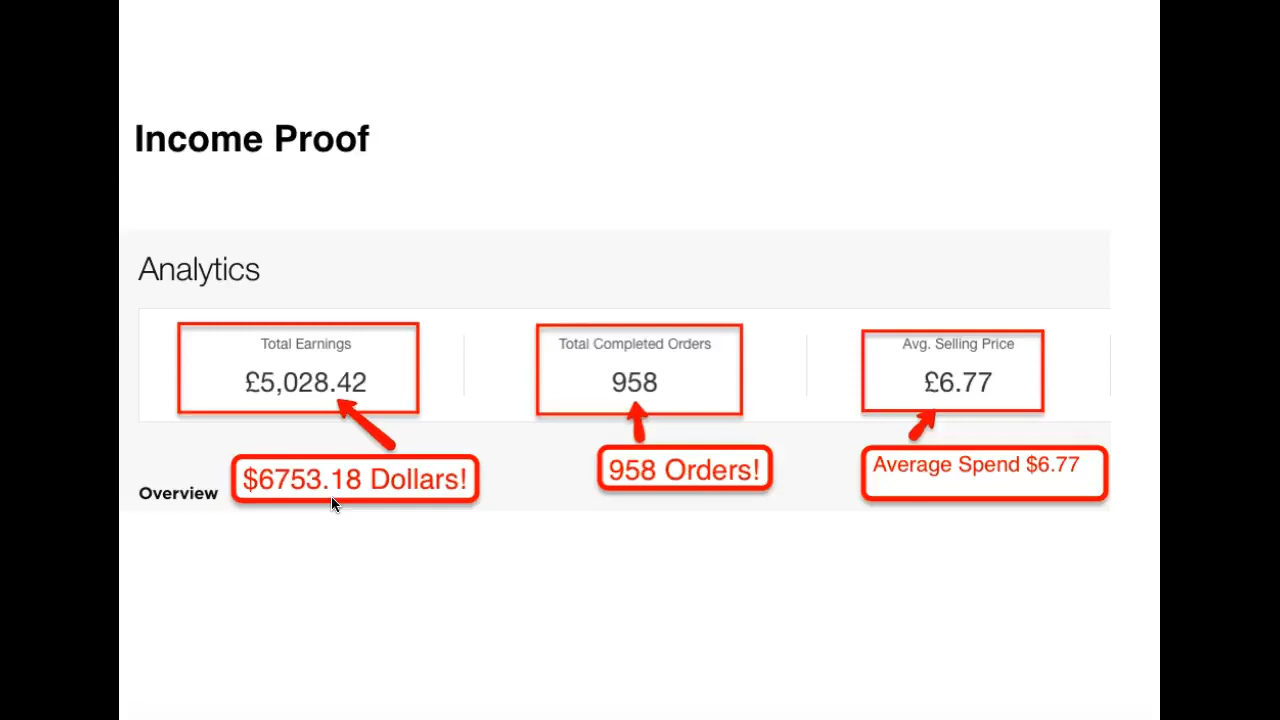 Income Proof
Analytics
Total Earnings
Total Completed Orders
Avg. Selling Price
£5,028.42
958
£6.77
$6753.18 Dollars!
958 Orders!
Average Spend $6.77
Overview